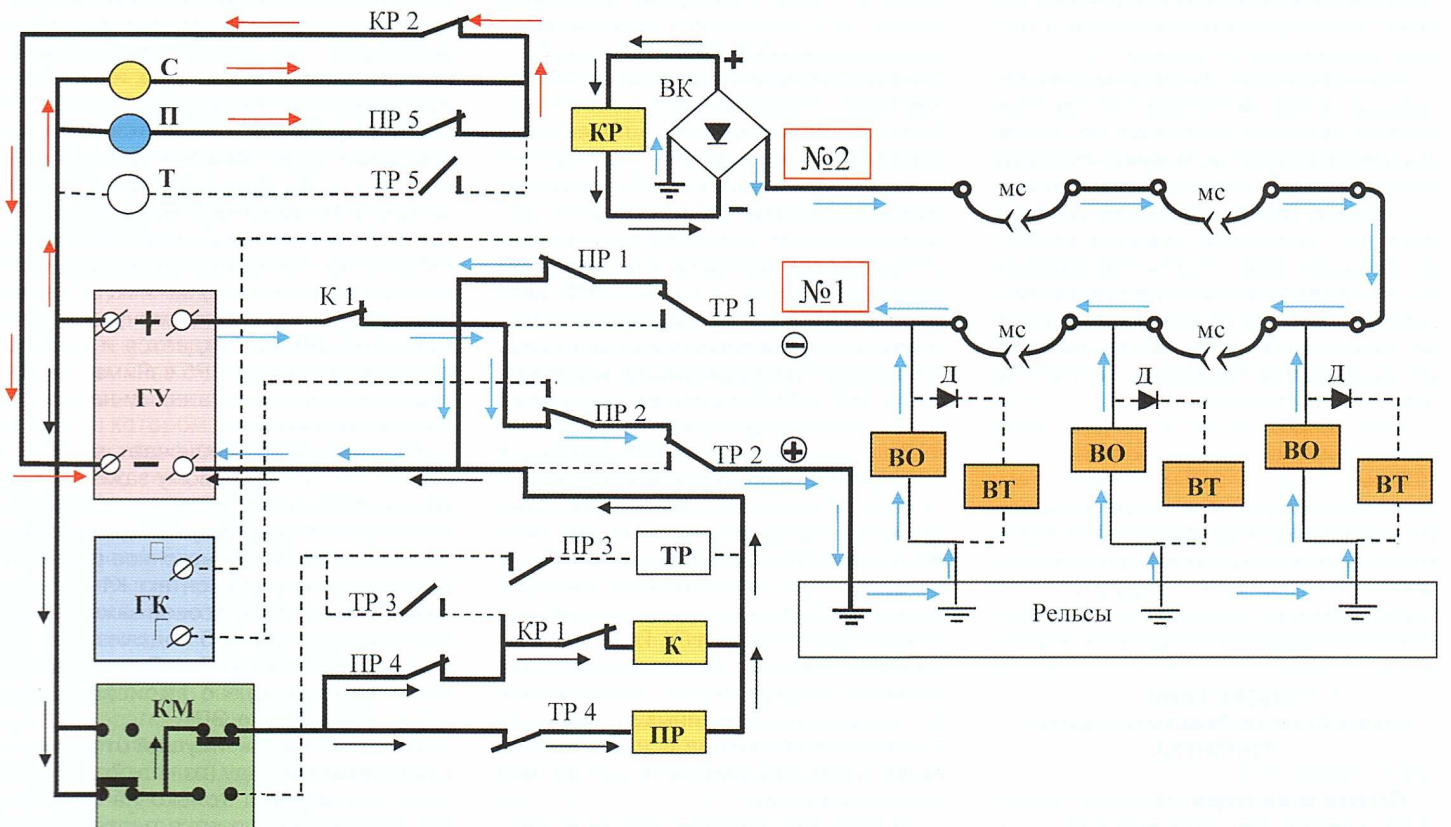 КР 2
С
П
ПР 5
Т
ТР 5
ВК
+
КР
−
№2
мс
мс
ПР 1
К 1
ТР 1
№1
−
мс
мс
+
ГУ
−
ПР 2
ТР 2
+
Д
Д
Д
ВО
ВТ
ВО
ВТ
ВО
ВТ
ПР 3
ТР
ГК
ТР 3
КР 1
К
Рельсы
ПР 4
КМ
ТР 4
ПР